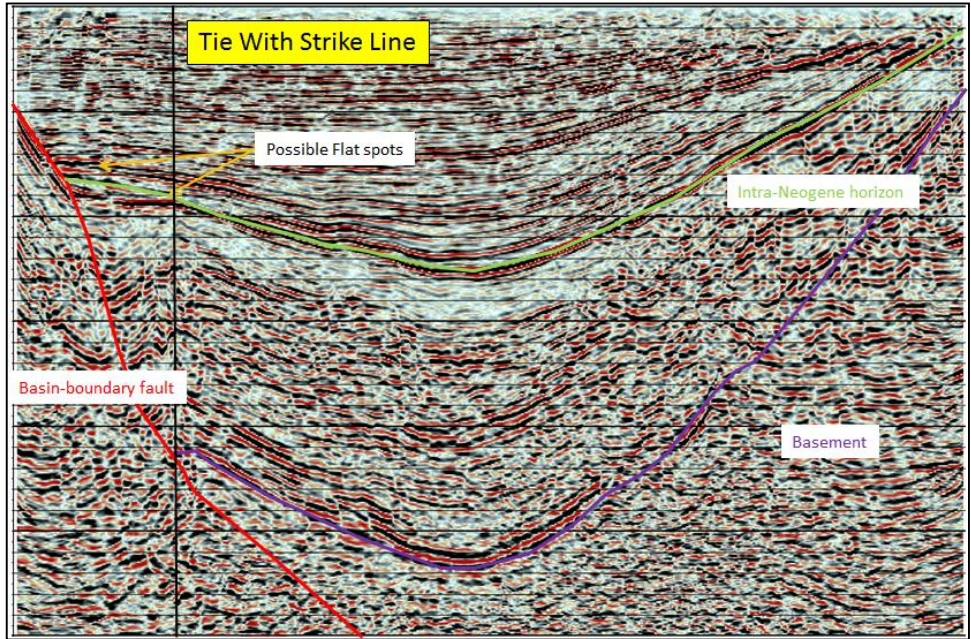 Tie With Strike Line
Possible Flat spots
Intra-Neogene horizon
Basin-boundary fault
Basement